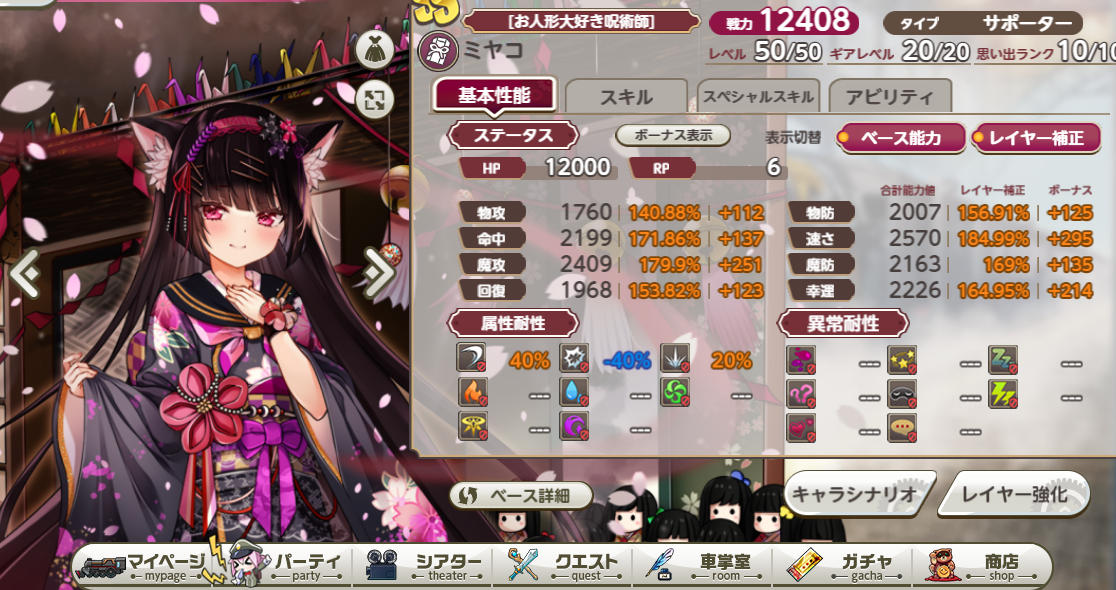 SS
[お人形大好き呪術師]
戦力 12408
タイプ サポーター
ミヤコ
レベル 50/50 ギアレベル 20/20 思い出ランク 10/10
基本性能 スキル スペシャルスキル アビリティ
ステータス ボーナス表示 表示切替 ベース能力 レイヤー補正
HP 12000 RP 6
合計能力値 レイヤー補正 ボーナス
物攻 1760 140.88% +112 物防 2007 156.91% +125
命中 2199 171.86% +137 速さ 2570 184.99% +295
魔攻 2409 179.9% +251 魔防 2163 169% +135
回復 1968 153.82% +123 幸運 2226 164.95% +214
属性耐性 異常耐性
40% -40% 20% --- --- ---
--- --- --- --- --- ---
--- --- --- ---
ベース詳細 キャラシナリオ レイヤー強化
マイページ パーティ シアター クエスト 車掌室 ガチャ 商店
mypage party theater quest room gacha shop